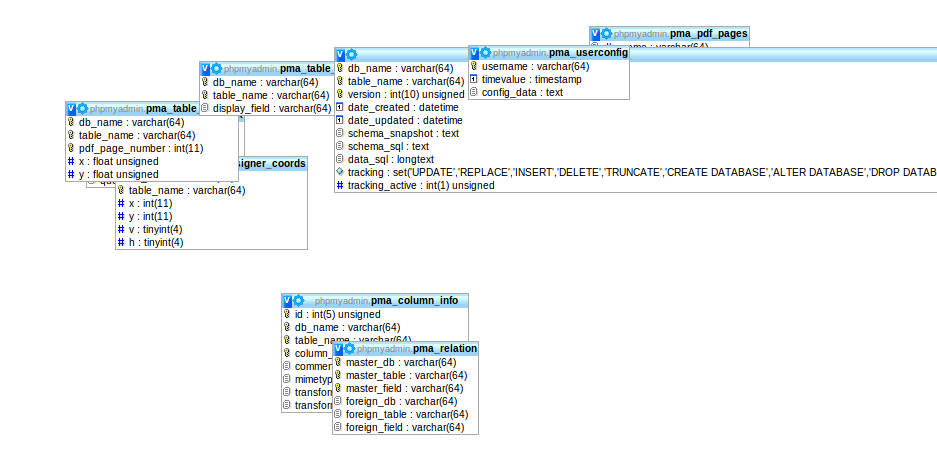 phpmyadmin.pma_pdf_pages
varchar(64)
phpmyadmin.pma_userconfig
username : varchar(64)
timevalue : timestamp
config_data : text
db_name : varchar(64)
table_name : varchar(64)
version : int(10) unsigned
date_created : datetime
date_updated : datetime
schema_snapshot : text
schema_sql : text
data_sql : longtext
tracking : set('UPDATE','REPLACE','INSERT','DELETE','TRUNCATE','CREATE DATABASE','ALTER DATABASE','DROP DATAB
tracking_active : int(1) unsigned
phpmyadmin.pma_table_
db_name : varchar(64)
table_name : varchar(64)
display_field : varchar(64)
phpmyadmin.pma_table_
db_name : varchar(64)
table_name : varchar(64)
pdf_page_number : int(11)
x : float unsigned
y : float unsigned
signer_coords
table_name : varchar(64)
x : int(11)
y : int(11)
v : tinyint(4)
h : tinyint(4)
phpmyadmin.pma_column_info
id : int(5) unsigned
db_name : varchar(64)
table_name : varchar(64)
column_
commen
mimetyp
transfor
transfor
phpmyadmin.pma_relation
master_db : varchar(64)
master_table : varchar(64)
master_field : varchar(64)
foreign_db : varchar(64)
foreign_table : varchar(64)
foreign_field : varchar(64)